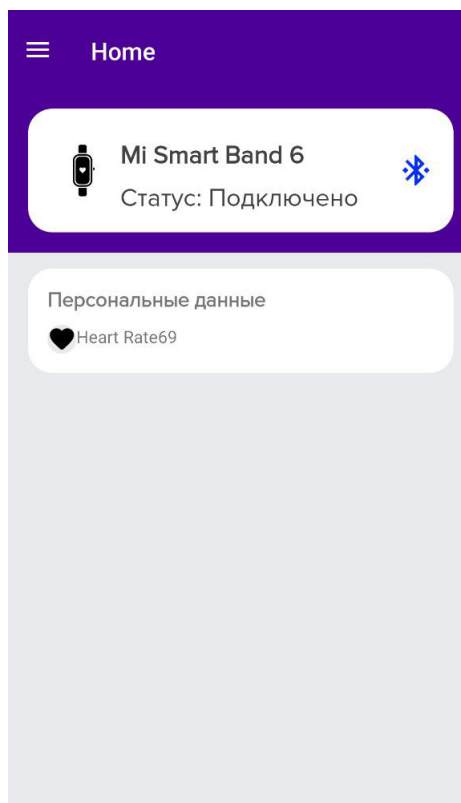 Home
Mi Smart Band 6
Статус: Подключено
Персональные данные
Heart Rate69